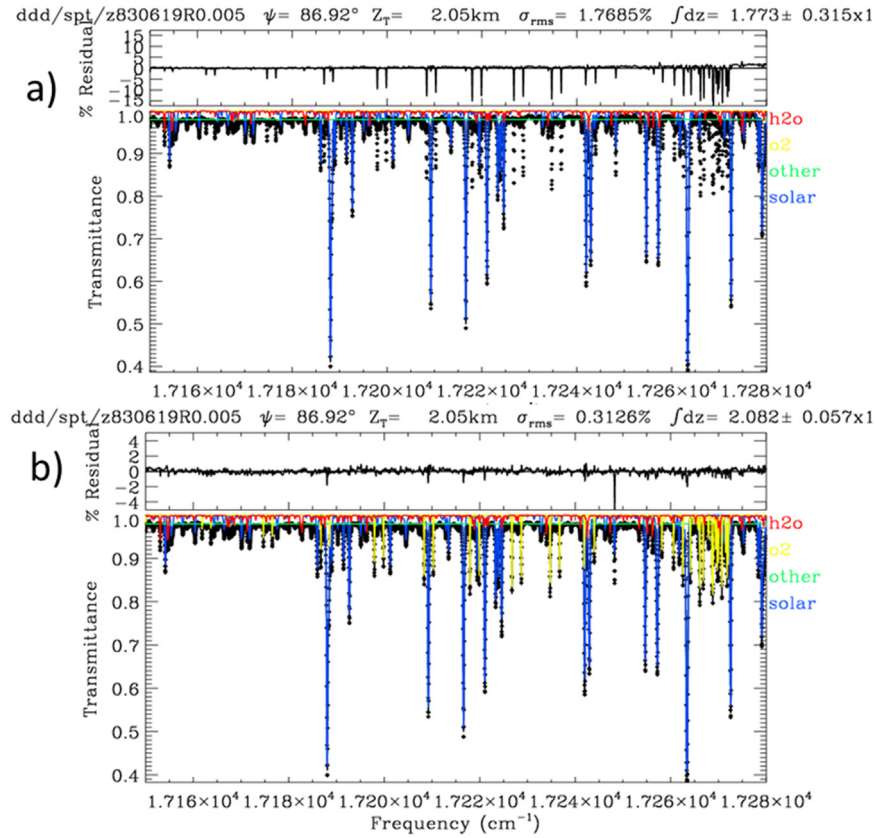 ddd/spt/z830619R0.005 ψ= 86.92° Z_T= 2.05km σ_rms= 1.7685% ∫dz= 1.773± 0.315x1
a)
% Residual
15
10
5
0
−5
−10
−15
Transmittance
1.0
0.9
0.8
0.7
0.6
0.5
0.4
h2o
o2
other
solar
1.716×10⁴ 1.718×10⁴ 1.720×10⁴ 1.722×10⁴ 1.724×10⁴ 1.726×10⁴ 1.728×10⁴
ddd/spt/z830619R0.005 ψ= 86.92° Z_T= 2.05km σ_rms= 0.3126% ∫dz= 2.082± 0.057x1
b)
% Residual
4
2
0
−2
−4
Transmittance
1.0
0.9
0.8
0.7
0.6
0.5
0.4
h2o
o2
other
solar
1.716×10⁴ 1.718×10⁴ 1.720×10⁴ 1.722×10⁴ 1.724×10⁴ 1.726×10⁴ 1.728×10⁴
Frequency (cm⁻¹)